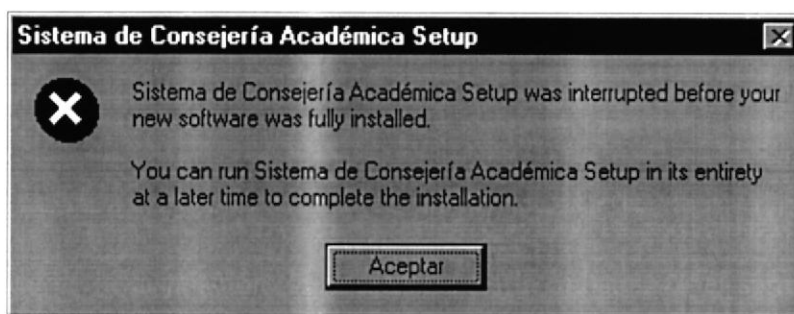 Sistema de Consejería Académica Setup
Sistema de Consejería Académica Setup was interrupted before your
new software was fully installed.
You can run Sistema de Consejería Académica Setup in its entirety
at a later time to complete the installation.
Aceptar